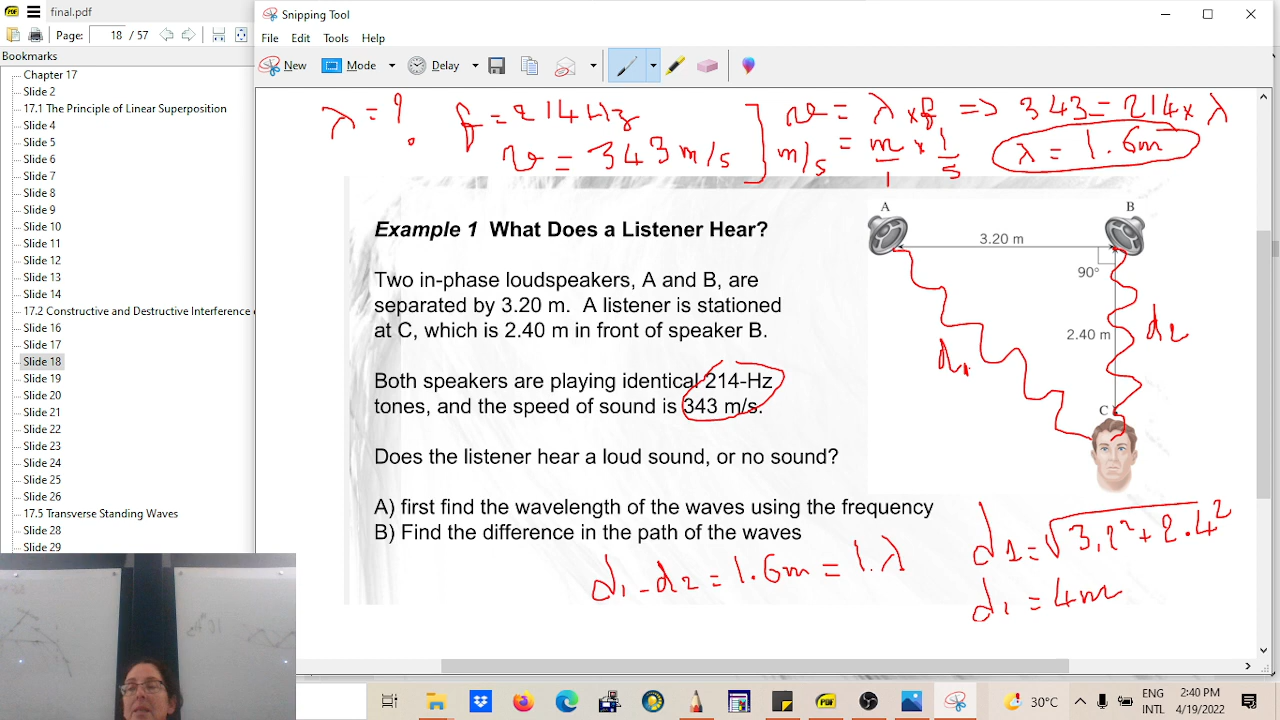 final.pdf
Snipping Tool
File Edit Tools Help
Page: 18 / 57
New Mode Delay
Bookmarks
Chapter 17
Slide 2
17.1 The Principle of Linear Superposition
Slide 4
Slide 5
Slide 6
Slide 7
Slide 8
Slide 9
Slide 10
Slide 11
Slide 12
Slide 13
Slide 14
17.2 Constructive and Destructive Interference
Slide 16
Slide 17
Slide 18
Slide 19
Slide 20
Slide 21
Slide 22
Slide 23
Slide 24
Slide 25
Slide 26
17.5 Transverse Standing Waves
Slide 28
Slide 29
λ = ? f = 214Hz v = λ × f => 343 = 214 × λ
v = 343 m/s m/s = m/1 × 1/s λ = 1.6m
Example 1 What Does a Listener Hear?
Two in-phase loudspeakers, A and B, are
separated by 3.20 m. A listener is stationed
at C, which is 2.40 m in front of speaker B.
Both speakers are playing identical 214-Hz
tones, and the speed of sound is 343 m/s.
Does the listener hear a loud sound, or no sound?
A) first find the wavelength of the waves using the frequency
B) Find the difference in the path of the waves
A B
3.20 m
90°
2.40 m
d1
d2
C
d1 = √3.2² + 2.4²
d1 = 4m
d1 - d2 = 1.6m = 1.λ
30°C
ENG
INTL
2:40 PM
4/19/2022